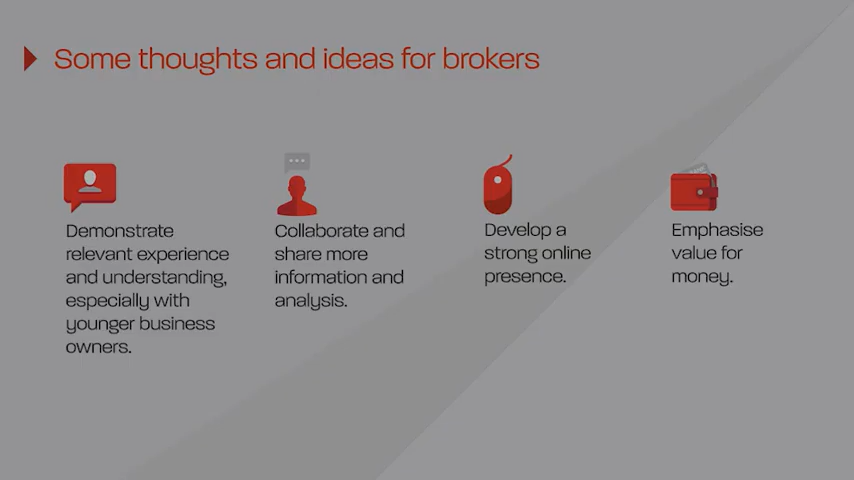 Some thoughts and ideas for brokers
Demonstrate
relevant experience
and understanding,
especially with
younger business
owners.
Collaborate and
share more
information and
analysis.
Develop a
strong online
presence.
Emphasise
value for
money.